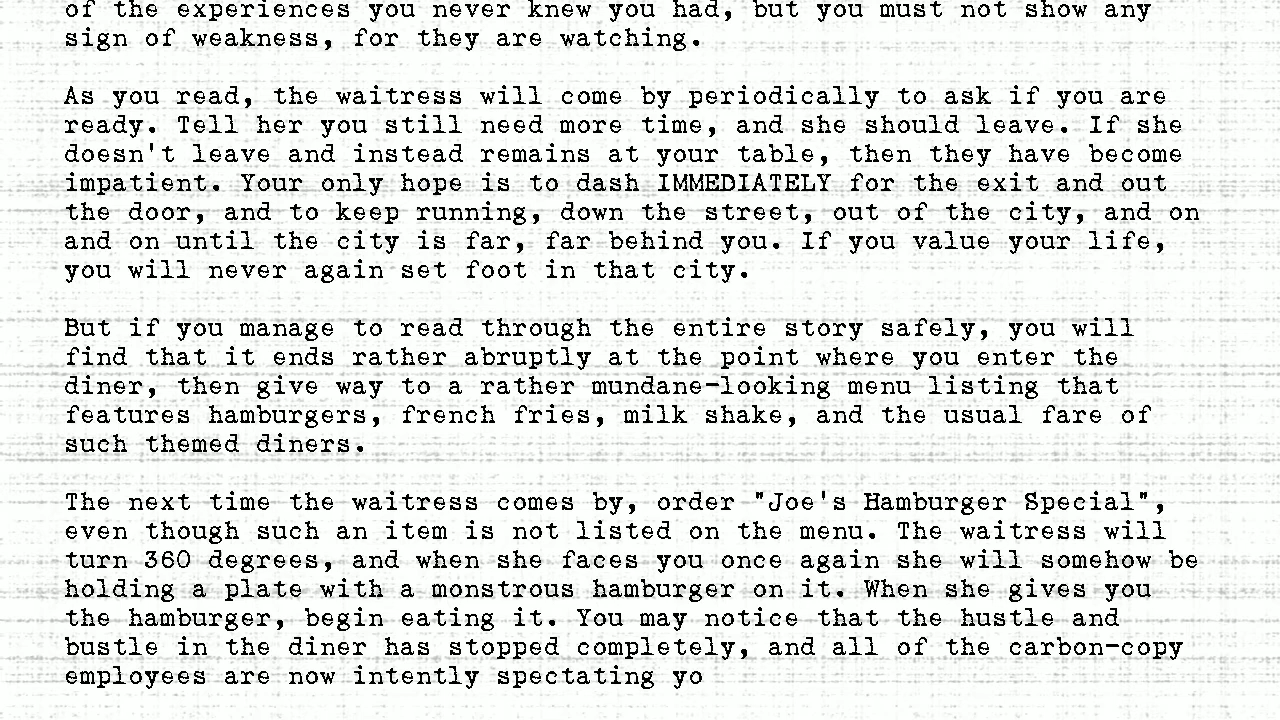 of the experiences you never knew you had, but you must not show any
sign of weakness, for they are watching.
As you read, the waitress will come by periodically to ask if you are
ready. Tell her you still need more time, and she should leave. If she
doesn't leave and instead remains at your table, then they have become
impatient. Your only hope is to dash IMMEDIATELY for the exit and out
the door, and to keep running, down the street, out of the city, and on
and on until the city is far, far behind you. If you value your life,
you will never again set foot in that city.
But if you manage to read through the entire story safely, you will
find that it ends rather abruptly at the point where you enter the
diner, then give way to a rather mundane-looking menu listing that
features hamburgers, french fries, milk shake, and the usual fare of
such themed diners.
The next time the waitress comes by, order "Joe's Hamburger Special",
even though such an item is not listed on the menu. The waitress will
turn 360 degrees, and when she faces you once again she will somehow be
holding a plate with a monstrous hamburger on it. When she gives you
the hamburger, begin eating it. You may notice that the hustle and
bustle in the diner has stopped completely, and all of the carbon-copy
employees are now intently spectating yo